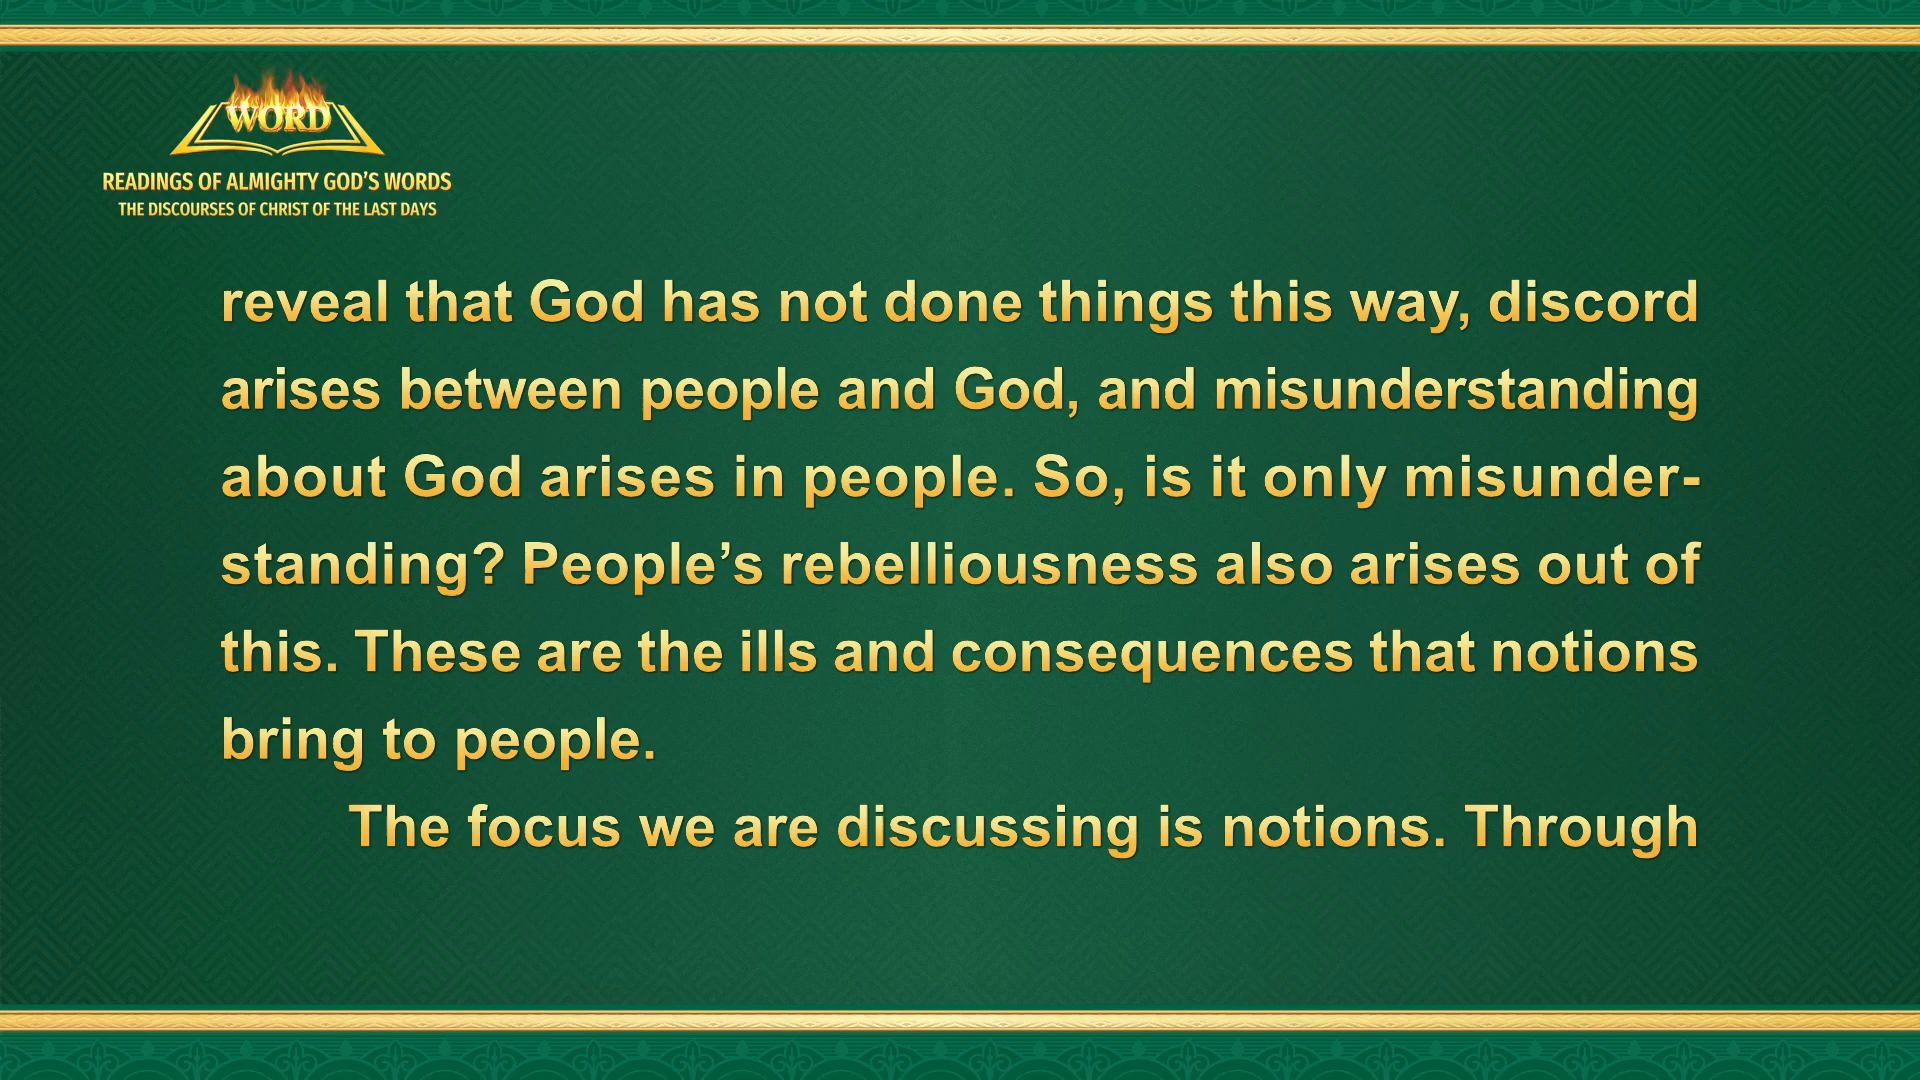 WORD
READINGS OF ALMIGHTY GOD’S WORDS
THE DISCOURSES OF CHRIST OF THE LAST DAYS
reveal that God has not done things this way, discord
arises between people and God, and misunderstanding
about God arises in people. So, is it only misunder-
standing? People’s rebelliousness also arises out of
this. These are the ills and consequences that notions
bring to people.
The focus we are discussing is notions. Through